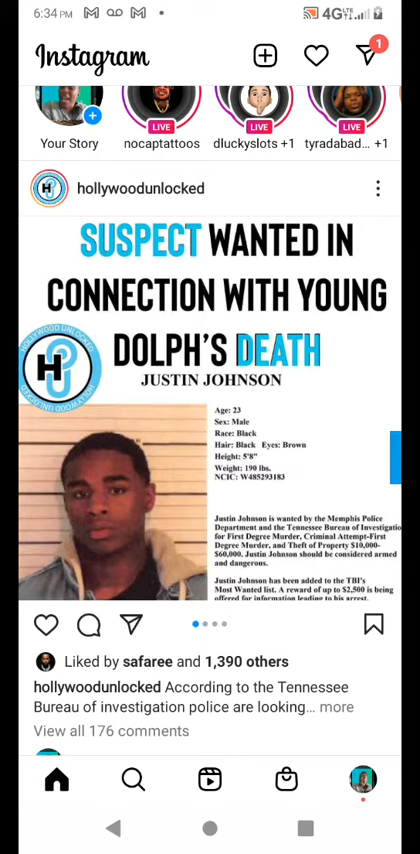 6:34 PM
4G LTE
Instagram
1
LIVE
LIVE
LIVE
Your Story
nocaptattoos
dluckyslots +1
tyradabad... +1
hollywoodunlocked
SUSPECT WANTED IN
CONNECTION WITH YOUNG
DOLPH'S DEATH
HOLLYWOOD UNLOCKED
H
UNLOCKED
JUSTIN JOHNSON
Age: 23
Sex: Male
Race: Black
Hair: Black Eyes: Brown
Height: 5'8"
Weight: 190 lbs.
NCIC: W485293183
Justin Johnson is wanted by the Memphis Police
Department and the Tennessee Bureau of Investigatio
for First Degree Murder, Criminal Attempt-First
Degree Murder, and Theft of Property $10,000-
$60,000. Justin Johnson should be considered armed
and dangerous.
Justin Johnson has been added to the TBI's
Most Wanted list. A reward of up to $2,500 is being
offered for information leading to his arrest.
Liked by safaree and 1,390 others
hollywoodunlocked According to the Tennessee
Bureau of investigation police are looking... more
View all 176 comments